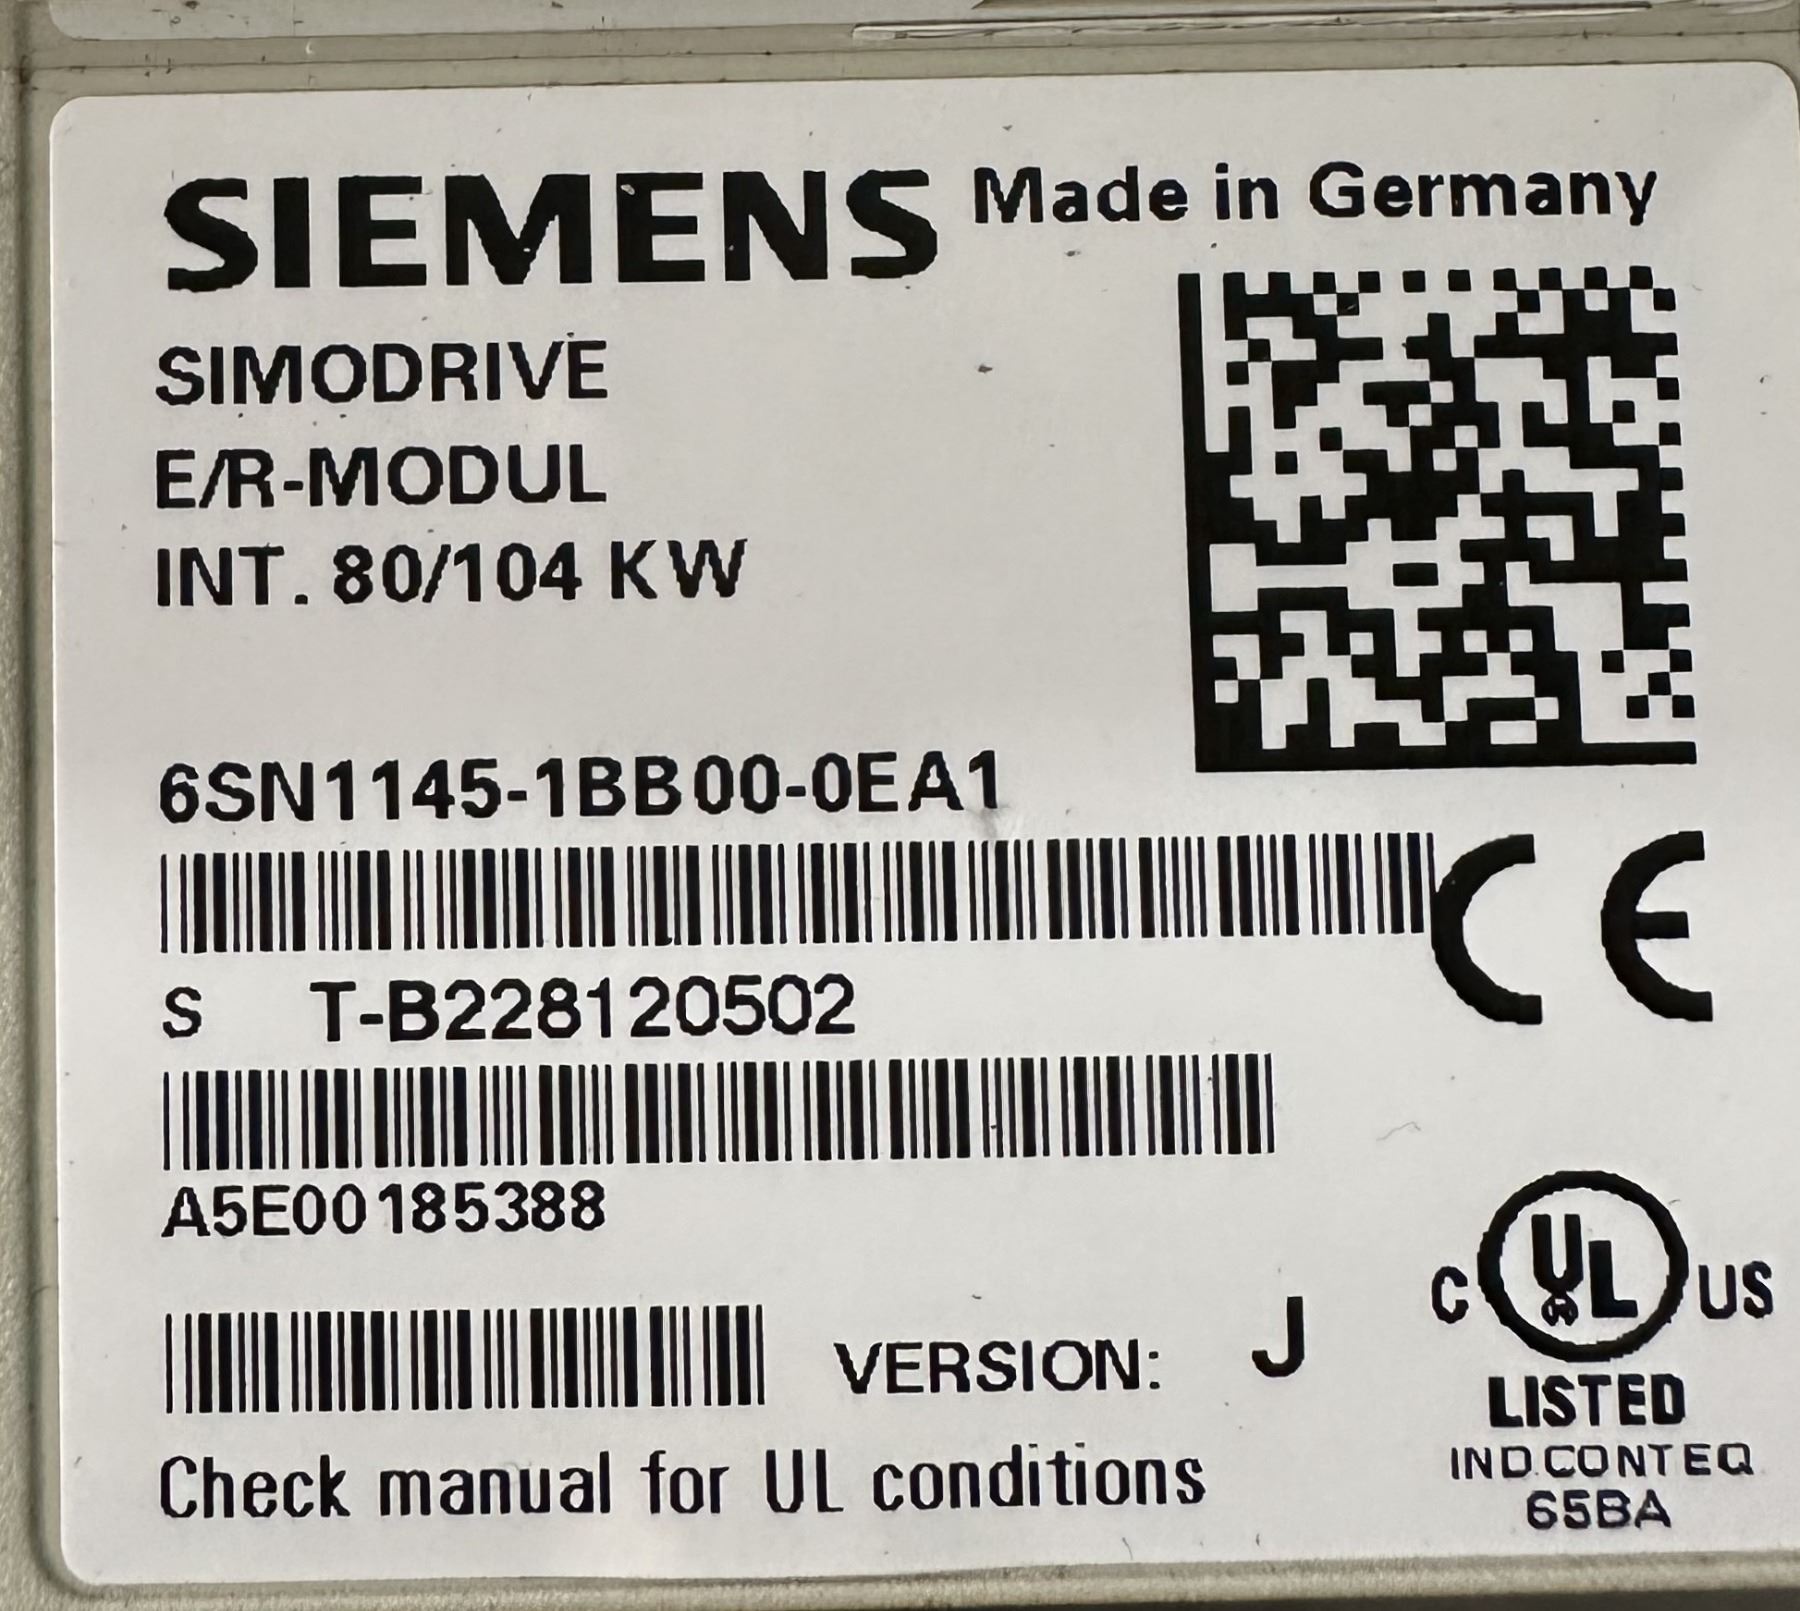 SIEMENS Made in Germany
SIMODRIVE
E/R-MODUL
INT. 80/104 KW
6SN1145-1BB00-0EA1
CE
S T-B228120502
A5E00185388
VERSION: J
C UL US
LISTED
IND.CONT EQ
65BA
Check manual for UL conditions